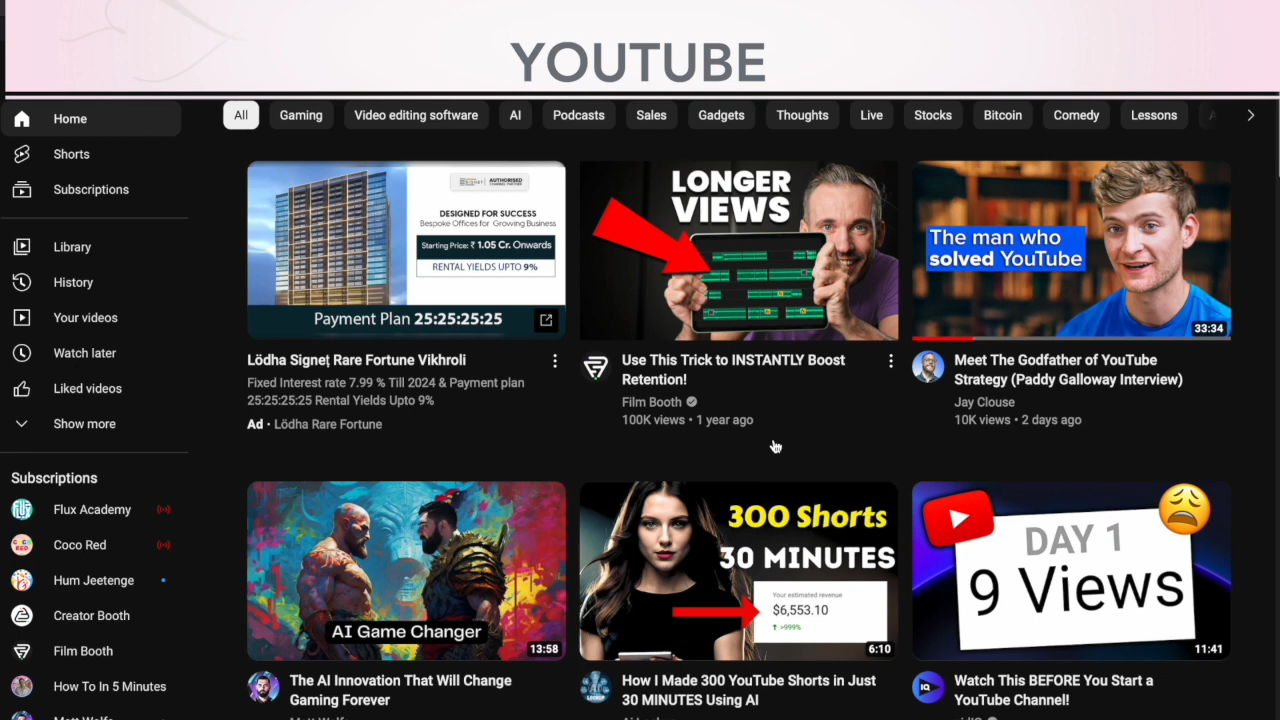 YOUTUBE
Home
Shorts
Subscriptions
Library
History
Your videos
Watch later
Liked videos
Show more
Subscriptions
Flux Academy
Coco Red
Hum Jeetenge
Creator Booth
Film Booth
How To In 5 Minutes
All Gaming Video editing software AI Podcasts Sales Gadgets Thoughts Live Stocks Bitcoin Comedy Lessons
AUTHORISED
CHANNEL PARTNER
DESIGNED FOR SUCCESS
Bespoke Offices for Growing Business
Starting Price: ₹ 1.05 Cr. Onwards
RENTAL YIELDS UPTO 9%
Payment Plan 25:25:25:25
Lödha Signeț Rare Fortune Vikhroli
Fixed Interest rate 7.99 % Till 2024 & Payment plan
25:25:25:25 Rental Yields Upto 9%
Ad • Lödha Rare Fortune
LONGER
VIEWS
Use This Trick to INSTANTLY Boost
Retention!
Film Booth
100K views • 1 year ago
The man who
solved YouTube
33:34
Meet The Godfather of YouTube
Strategy (Paddy Galloway Interview)
Jay Clouse
10K views • 2 days ago
AI Game Changer
13:58
The AI Innovation That Will Change
Gaming Forever
300 Shorts
30 MINUTES
Your estimated revenue
$6,553.10
>999%
6:10
How I Made 300 YouTube Shorts in Just
30 MINUTES Using AI
DAY 1
9 Views
11:41
IQ
Watch This BEFORE You Start a
YouTube Channel!